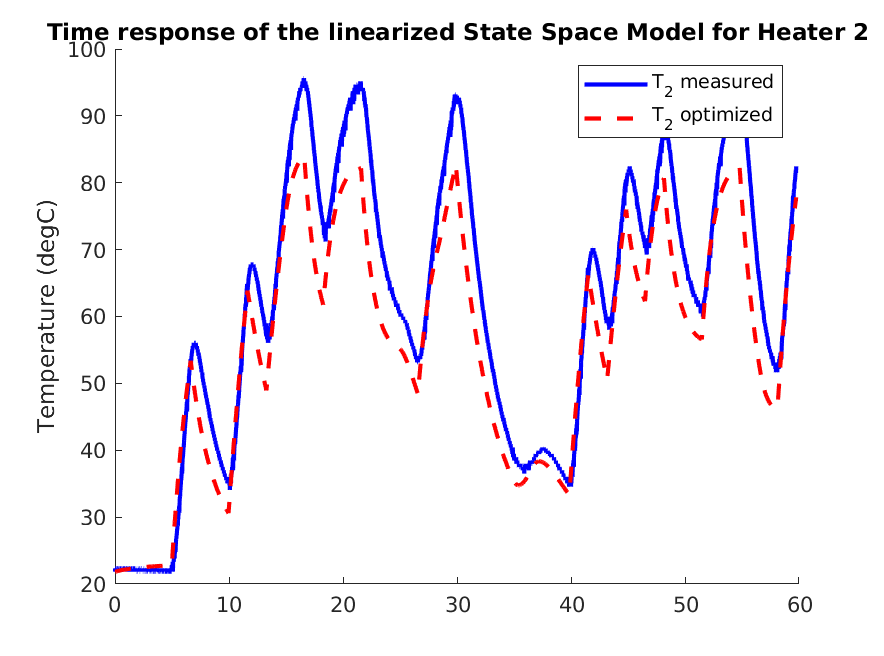 Time response of the linearized State Space Model for Heater 2
100
90
80
70
60
50
40
30
20
Temperature (degC)
T2 measured
T2 optimized
0 10 20 30 40 50 60